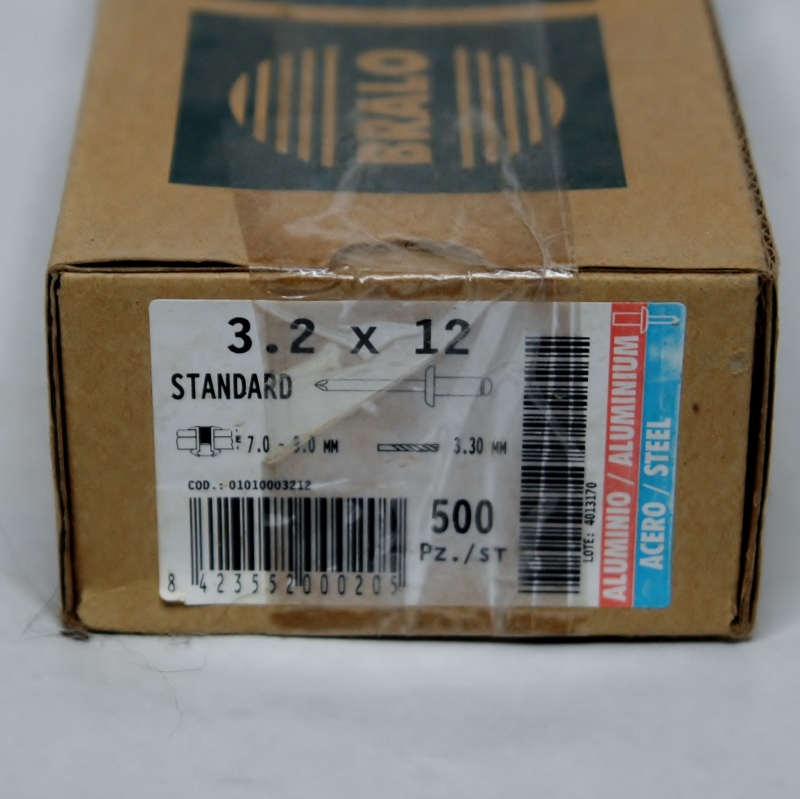 BRALO
3.2 x 12
STANDARD
7.0 - 9.0 MM
3.30 MM
COD.: 01010003212
500
Pz./ST
8 423552 000205
LOTE: 4013170
ALUMINIO / ALUMINIUM
ACERO / STEEL